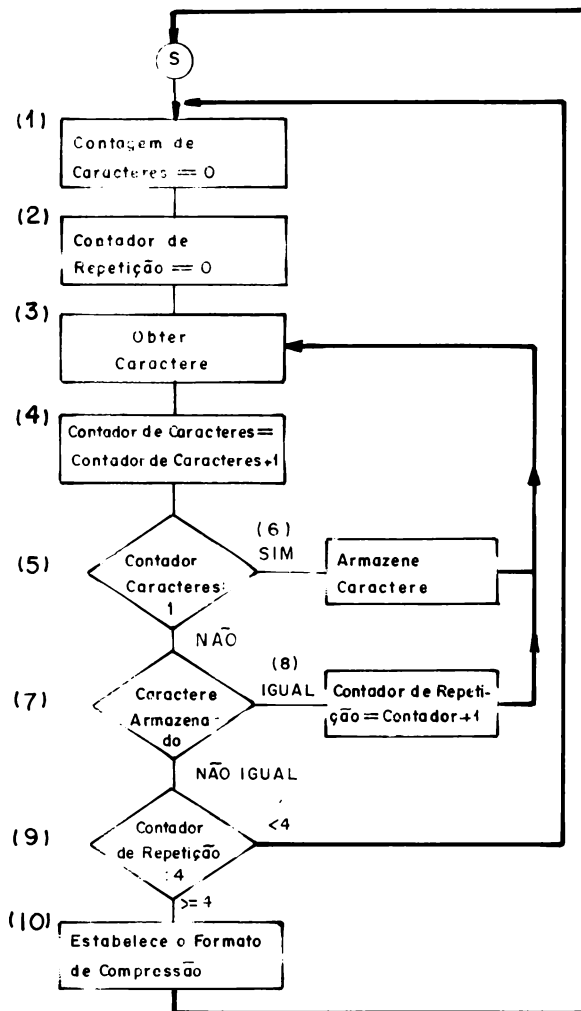 S
(1)
Contagem de
Caracteres = 0
(2)
Contador de
Repetição = 0
(3)
Obter
Caractere
(4)
Contador de Caracteres=
Contador de Caracteres+1
(5)
Contador
Caracteres:
1
(6)
SIM
Armazene
Caractere
NÃO
(7)
Caractere
Armazena-
do
(8)
IGUAL
Contador de Repeti-
ção=Contador+1
NÃO IGUAL
(9)
Contador
de Repetição
:4
<4
>=4
(10)
Estabelece o Formato
de Compressão